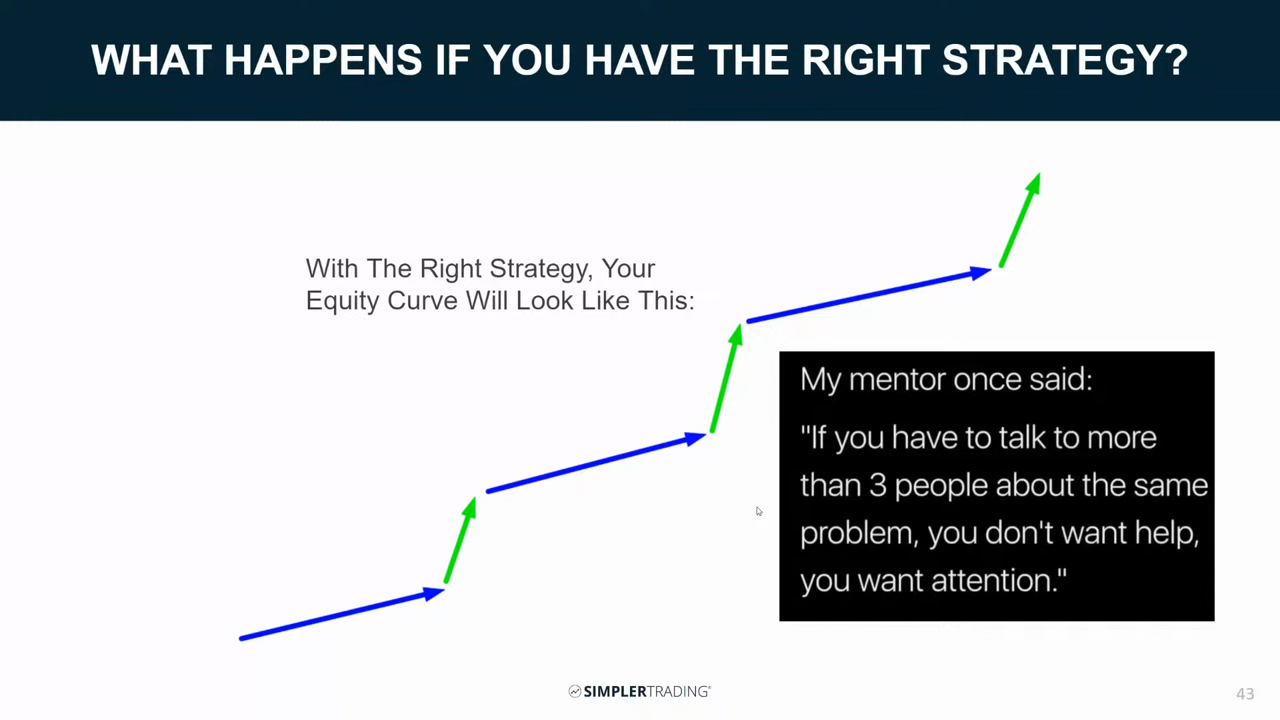 WHAT HAPPENS IF YOU HAVE THE RIGHT STRATEGY?
With The Right Strategy, Your
Equity Curve Will Look Like This:
My mentor once said:
"If you have to talk to more
than 3 people about the same
problem, you don't want help,
you want attention."
SIMPLERTRADING®
43